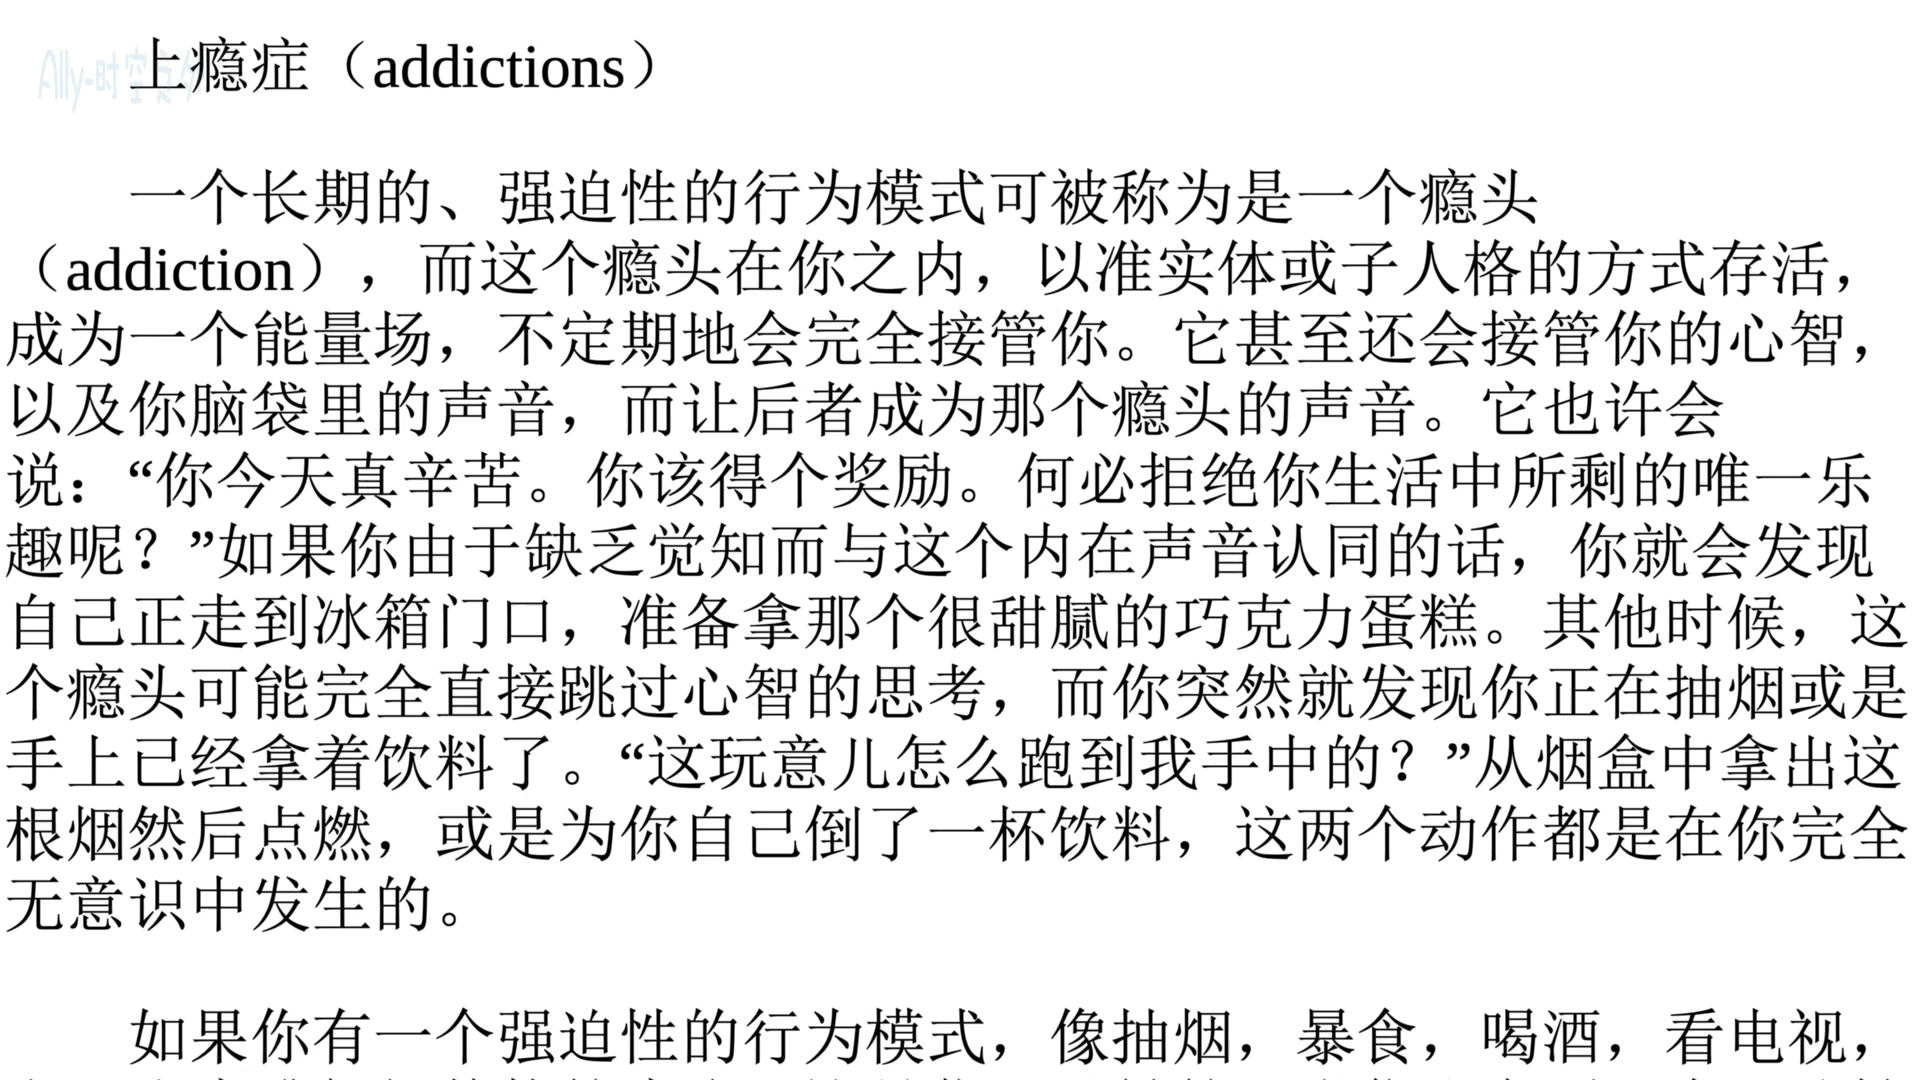 Ally-时空
上瘾症（addictions）
一个长期的、强迫性的行为模式可被称为是一个瘾头
（addiction），而这个瘾头在你之内，以准实体或子人格的方式存活，
成为一个能量场，不定期地会完全接管你。它甚至还会接管你的心智，
以及你脑袋里的声音，而让后者成为那个瘾头的声音。它也许会
说：“你今天真辛苦。你该得个奖励。何必拒绝你生活中所剩的唯一乐
趣呢？”如果你由于缺乏觉知而与这个内在声音认同的话，你就会发现
自己正走到冰箱门口，准备拿那个很甜腻的巧克力蛋糕。其他时候，这
个瘾头可能完全直接跳过心智的思考，而你突然就发现你正在抽烟或是
手上已经拿着饮料了。“这玩意儿怎么跑到我手中的？”从烟盒中拿出这
根烟然后点燃，或是为你自己倒了一杯饮料，这两个动作都是在你完全
无意识中发生的。
如果你有一个强迫性的行为模式，像抽烟，暴食，喝酒，看电视，